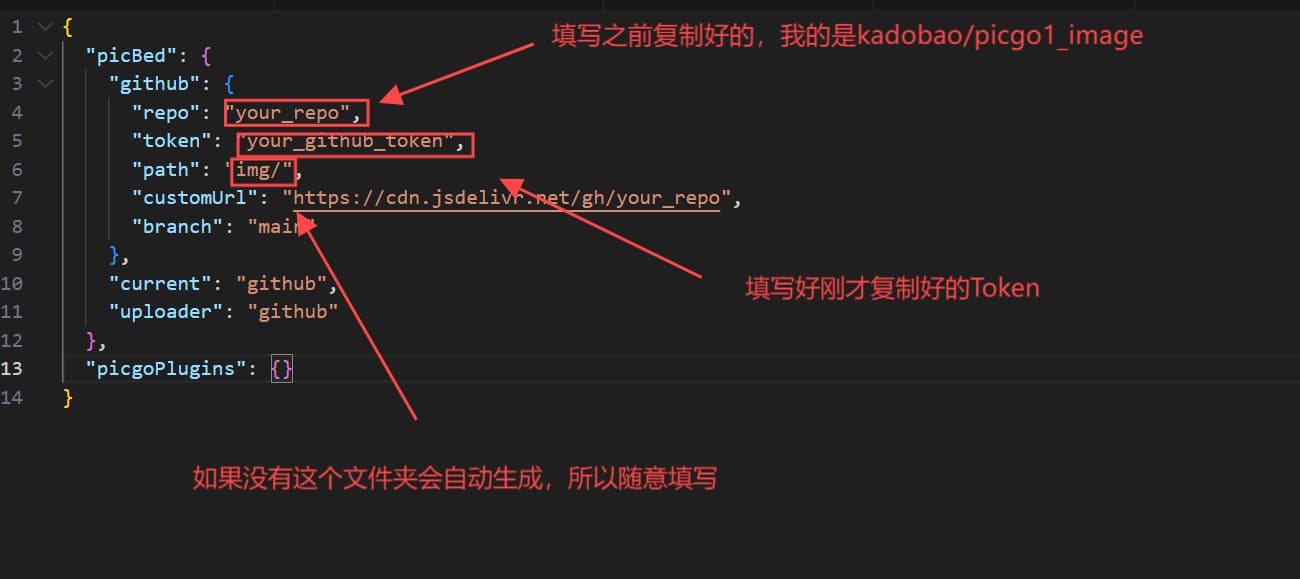 1 {
填写之前复制好的，我的是kadobao/picgo1_image
2 "picBed": {
3 "github": {
4 "repo": "your_repo",
5 "token": "your_github_token",
6 "path": "img/",
7 "customUrl": "https://cdn.jsdelivr.net/gh/your_repo",
8 "branch": "main"
9 },
10 "current": "github",
填写好刚才复制好的Token
11 "uploader": "github"
12 },
13 "picgoPlugins": {}
14 }
如果没有这个文件夹会自动生成，所以随意填写